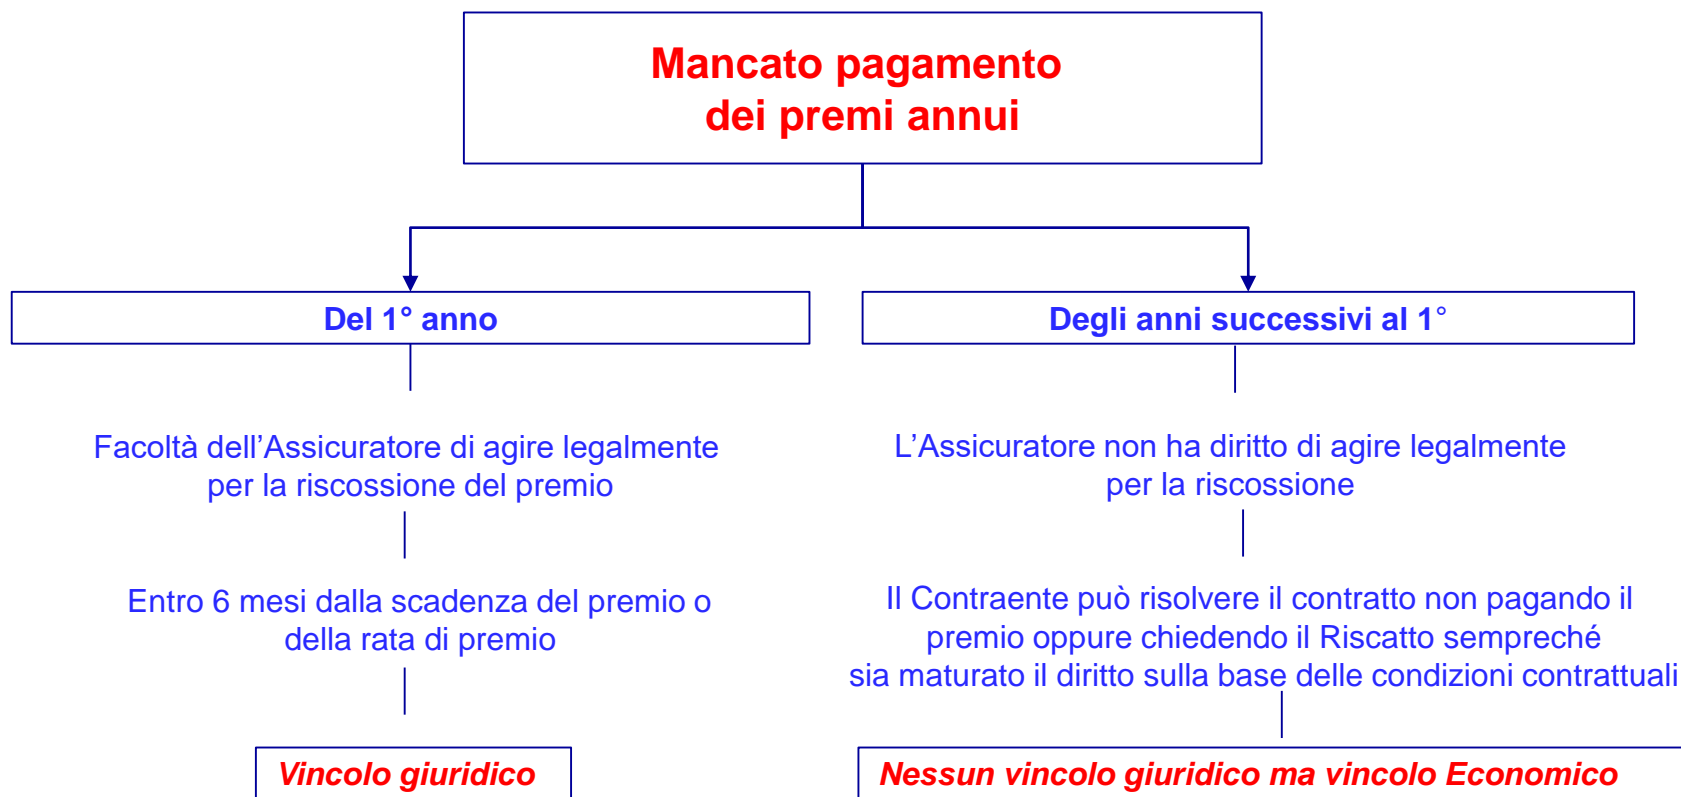 Mancato pagamento
dei premi annui
Del 1° anno
Facoltà dell’Assicuratore di agire legalmente
per la riscossione del premio
Entro 6 mesi dalla scadenza del premio o
della rata di premio
Vincolo giuridico
Degli anni successivi al 1°
L’Assicuratore non ha diritto di agire legalmente
per la riscossione
Il Contraente può risolvere il contratto non pagando il
premio oppure chiedendo il Riscatto sempreché
sia maturato il diritto sulla base delle condizioni contrattuali
Nessun vincolo giuridico ma vincolo Economico